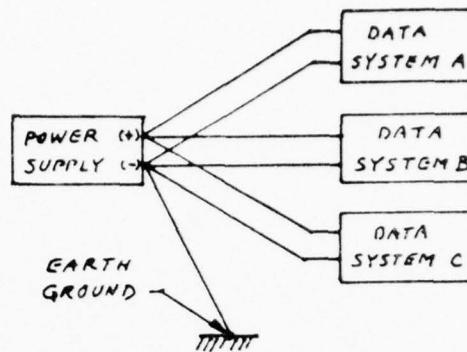 DATA
SYSTEM A
POWER (+)
SUPPLY (-)
DATA
SYSTEM B
DATA
SYSTEM C
EARTH
GROUND